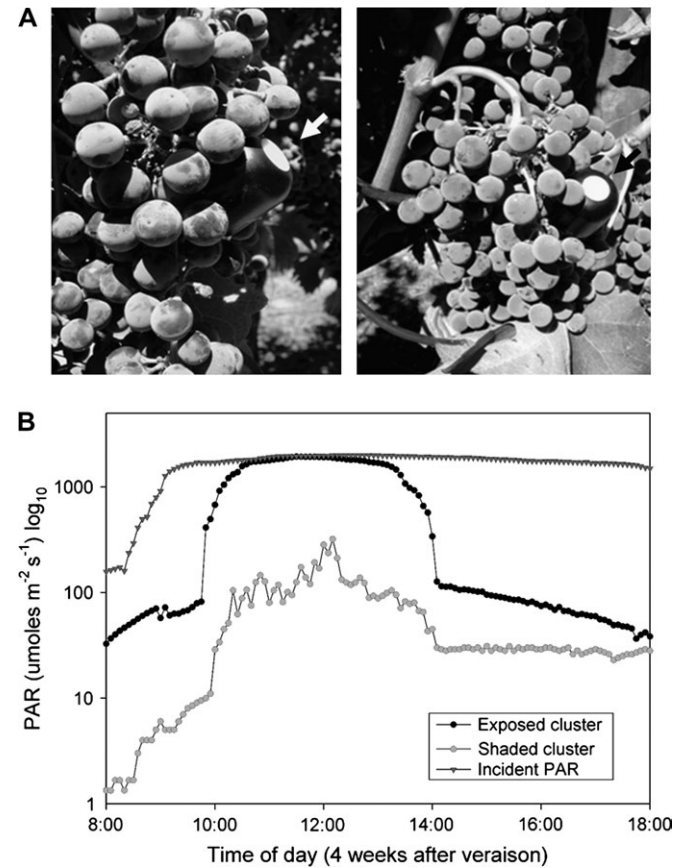 A
B
PAR (umoles m⁻² s⁻¹) log₁₀
1000
100
10
1
Exposed cluster
Shaded cluster
Incident PAR
8:00 10:00 12:00 14:00 16:00 18:00
Time of day (4 weeks after veraison)